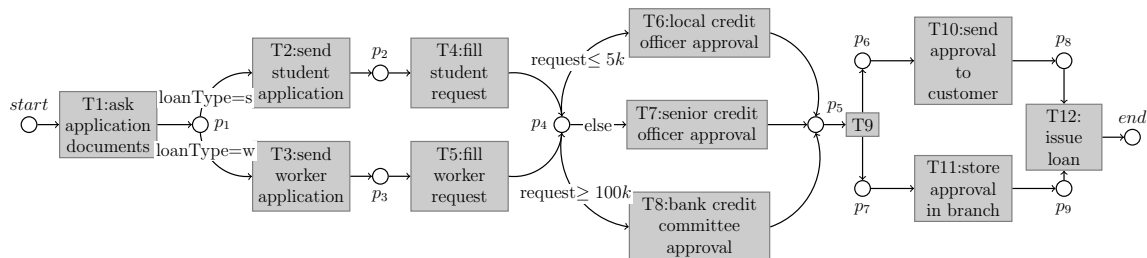 start
T1:ask
application
documents
loanType=s
p1
loanType=w
T2:send
student
application
T3:send
worker
application
p2
p3
T4:fill
student
request
T5:fill
worker
request
p4
request≤ 5k
else
request≥ 100k
T6:local credit
officer approval
T7:senior credit
officer approval
T8:bank credit
committee
approval
p5
T9
p6
p7
T10:send
approval
to
customer
T11:store
approval
in branch
p8
p9
T12:
issue
loan
end